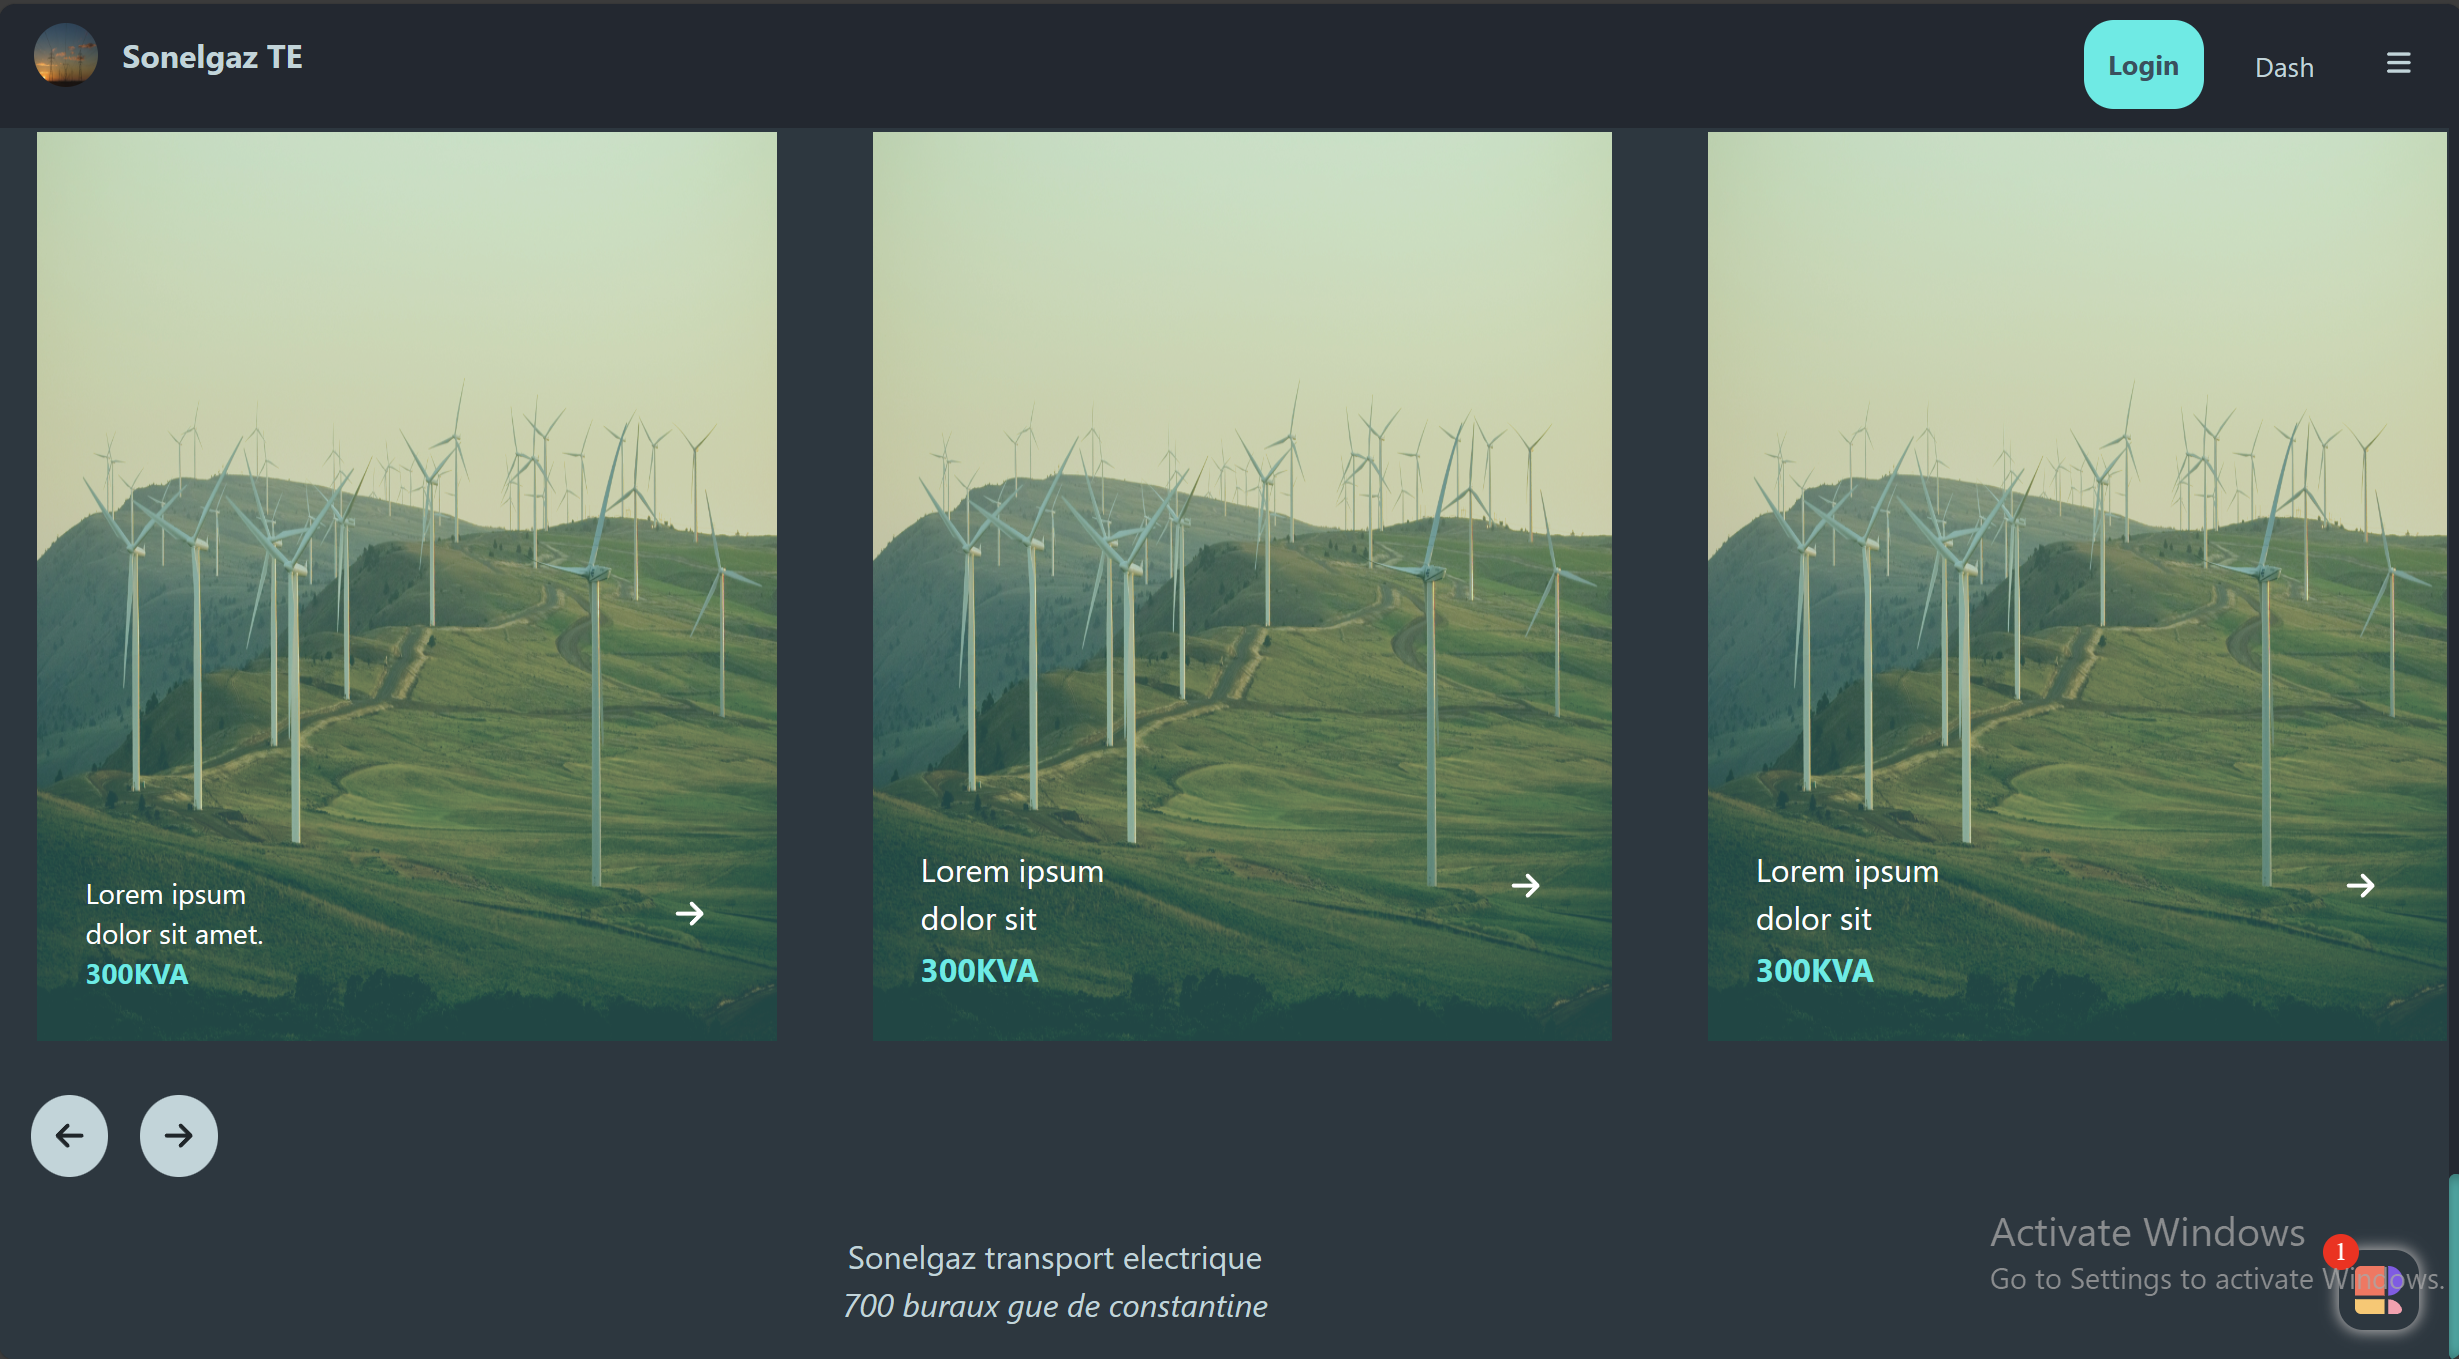 Sonelgaz TE
Login
Dash
Lorem ipsum
dolor sit amet.
300KVA
Lorem ipsum
dolor sit
300KVA
Lorem ipsum
dolor sit
300KVA
Sonelgaz transport electrique
700 buraux gue de constantine
Activate Windows
Go to Settings to activate Windows.
1